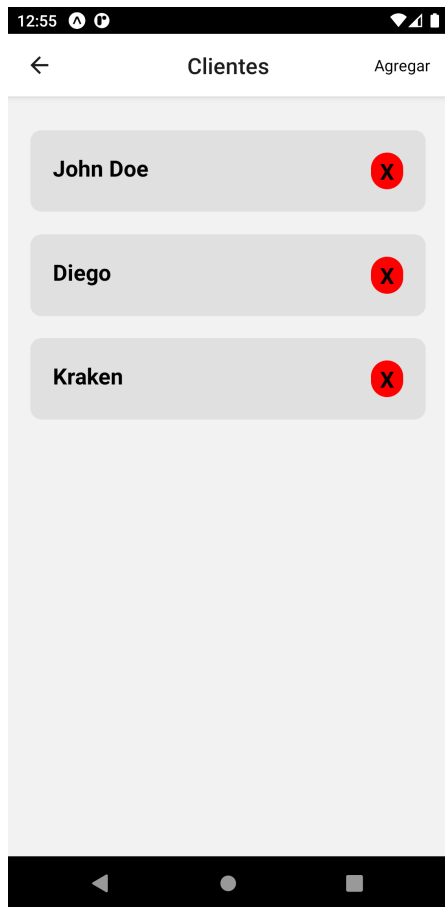 12:55
Clientes
Agregar
John Doe
X
Diego
X
Kraken
X